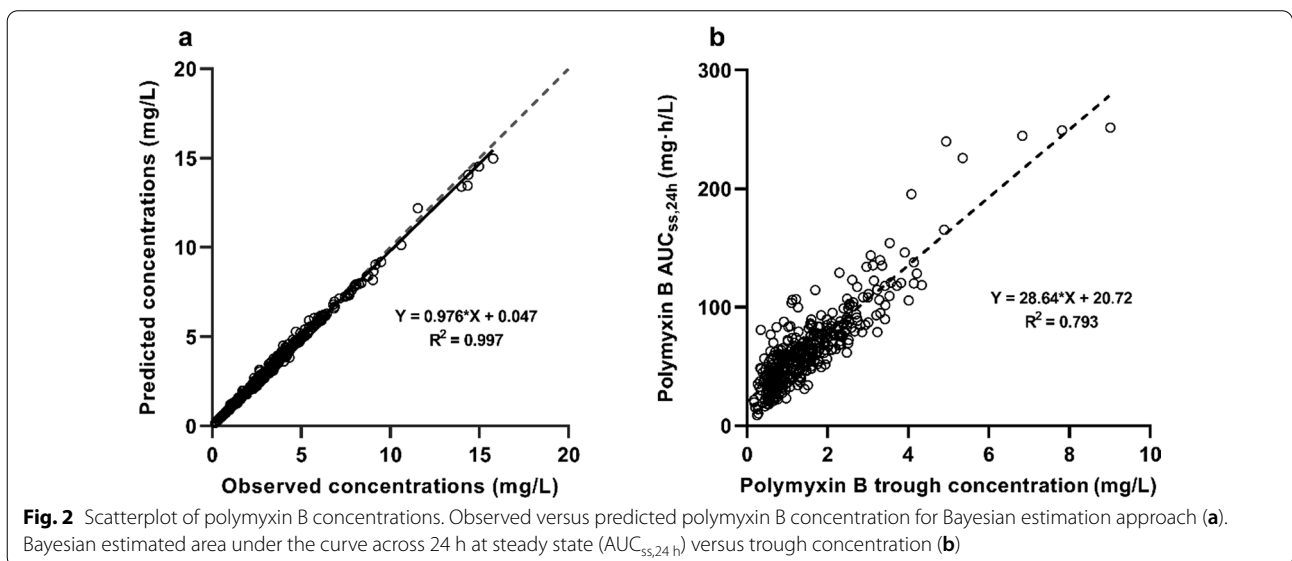 a
20
15
10
5
0
0 5 10 15 20
Predicted concentrations (mg/L)
Observed concentrations (mg/L)
Y = 0.976*X + 0.047
R² = 0.997
b
300
200
100
0
0 2 4 6 8 10
Polymyxin B AUCss,24h (mg·h/L)
Polymyxin B trough concentration (mg/L)
Y = 28.64*X + 20.72
R² = 0.793
Fig. 2 Scatterplot of polymyxin B concentrations. Observed versus predicted polymyxin B concentration for Bayesian estimation approach (a).
Bayesian estimated area under the curve across 24 h at steady state (AUCss,24 h) versus trough concentration (b)